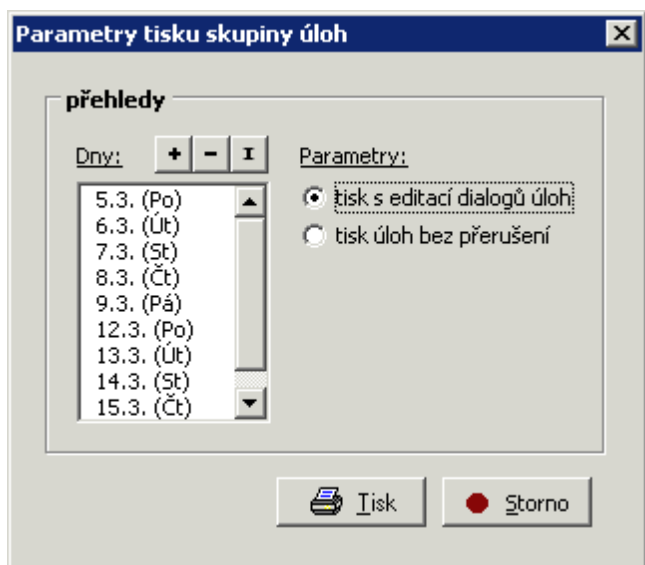 Parametry tisku skupiny úloh
přehledy
Dny: + - I
Parametry:
5.3. (Po)
6.3. (Út)
7.3. (St)
8.3. (Čt)
9.3. (Pá)
12.3. (Po)
13.3. (Út)
14.3. (St)
15.3. (Čt)
tisk s editací dialogů úloh
tisk úloh bez přerušení
Tisk
Storno